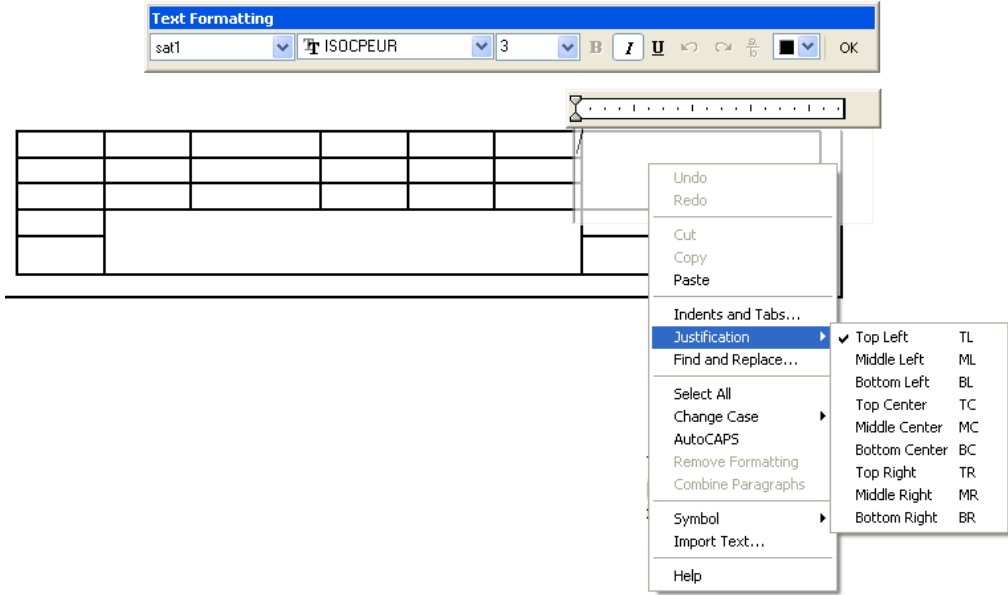 Text Formatting
sat1 ISOCPEUR 3 B I U a/b OK
Undo
Redo
Cut
Copy
Paste
Indents and Tabs...
Justification
Find and Replace...
Select All
Change Case
AutoCAPS
Remove Formatting
Combine Paragraphs
Symbol
Import Text...
Help
Top Left TL
Middle Left ML
Bottom Left BL
Top Center TC
Middle Center MC
Bottom Center BC
Top Right TR
Middle Right MR
Bottom Right BR